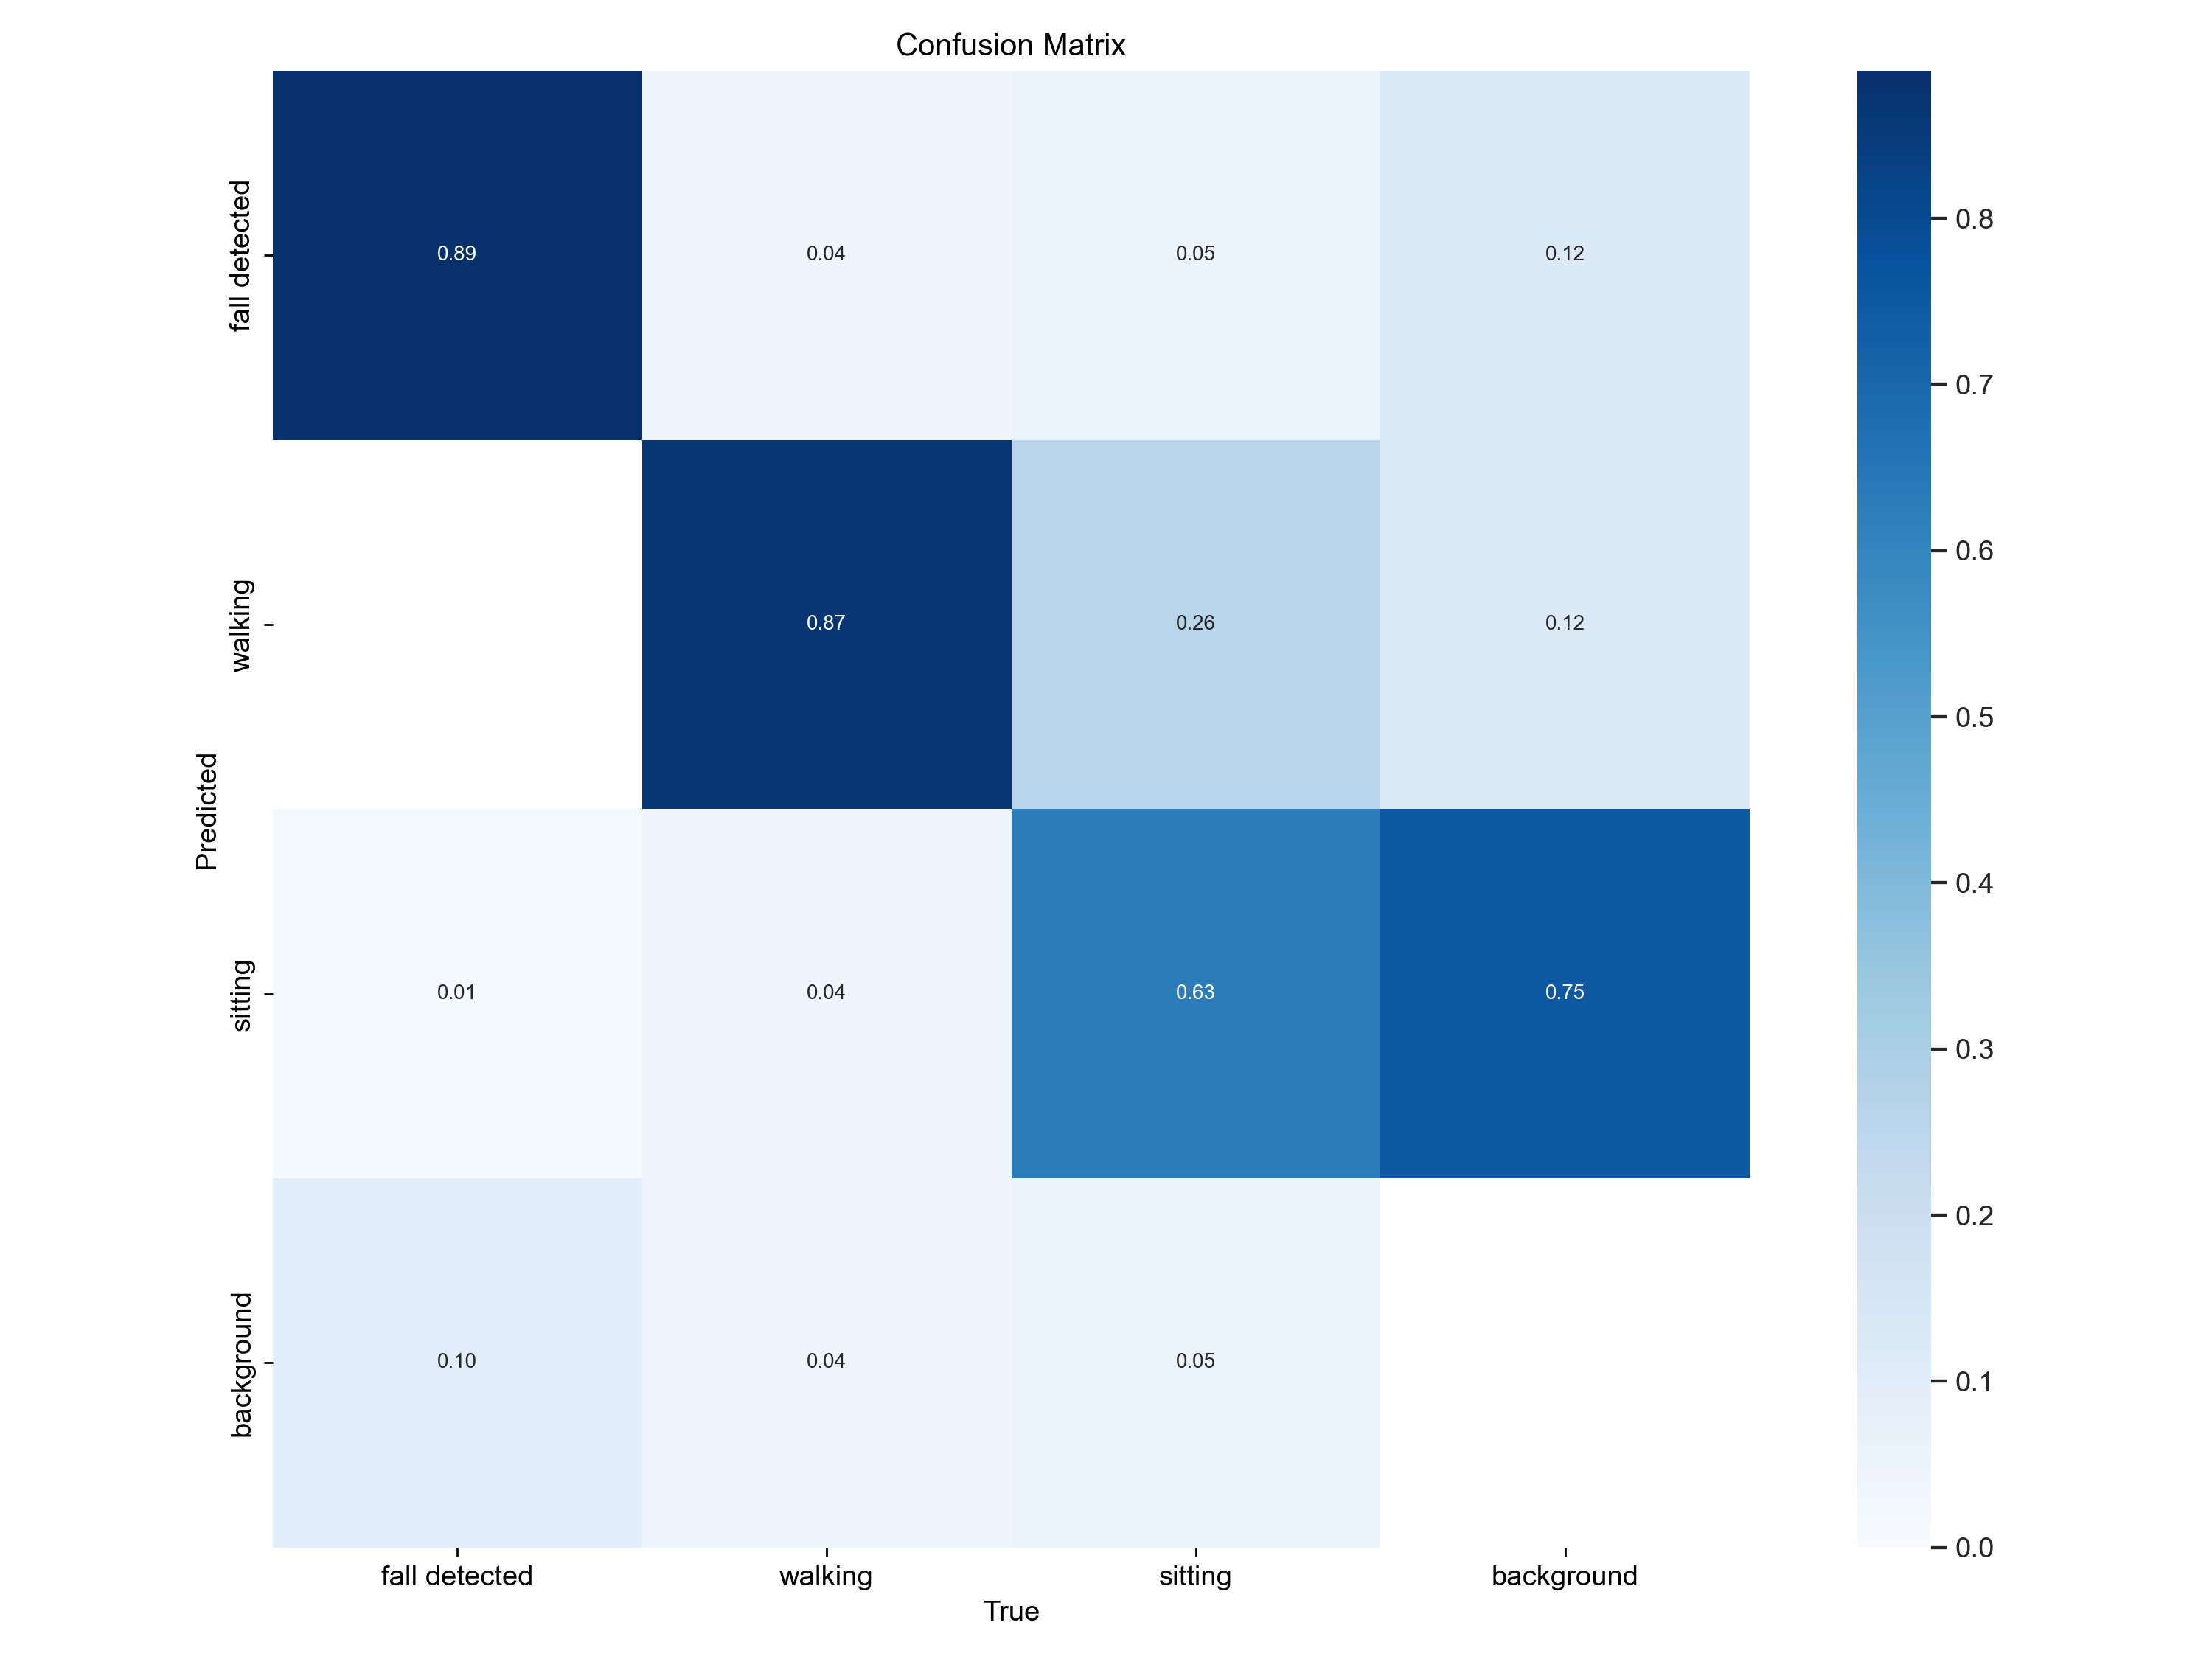 Confusion Matrix
fall detected
0.89
0.04
0.05
0.12
walking
0.87
0.26
0.12
sitting
0.01
0.04
0.63
0.75
background
0.10
0.04
0.05
Predicted
fall detected
walking
sitting
background
True
0.8
0.7
0.6
0.5
0.4
0.3
0.2
0.1
0.0